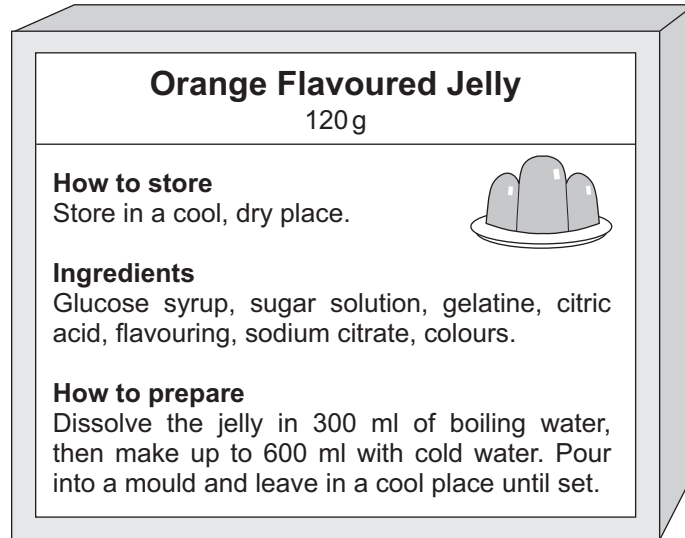 Orange Flavoured Jelly
120 g
How to store
Store in a cool, dry place.
Ingredients
Glucose syrup, sugar solution, gelatine, citric
acid, flavouring, sodium citrate, colours.
How to prepare
Dissolve the jelly in 300 ml of boiling water,
then make up to 600 ml with cold water. Pour
into a mould and leave in a cool place until set.